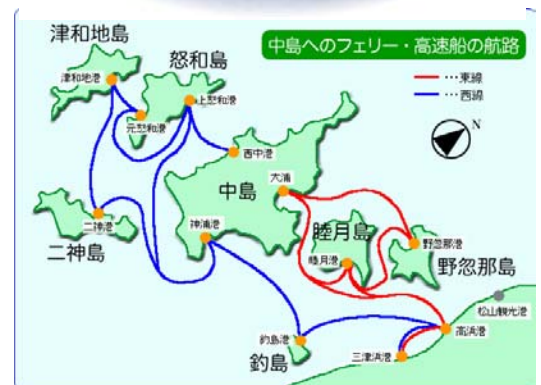 中島へのフェリー・高速船の航路
…東線
…西線
N
津和地島
怒和島
津和地港
上怒和港
元怒和港
西中港
大浦
中島
睦月島
神浦港
睦月港
野忽那港
野忽那島
二神港
二神島
松山観光港
釣島港
高浜港
釣島
三津浜港